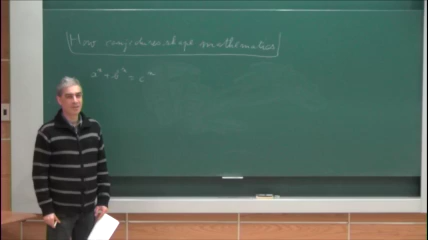 How conjectures shape mathematics
aⁿ + bⁿ = cⁿ